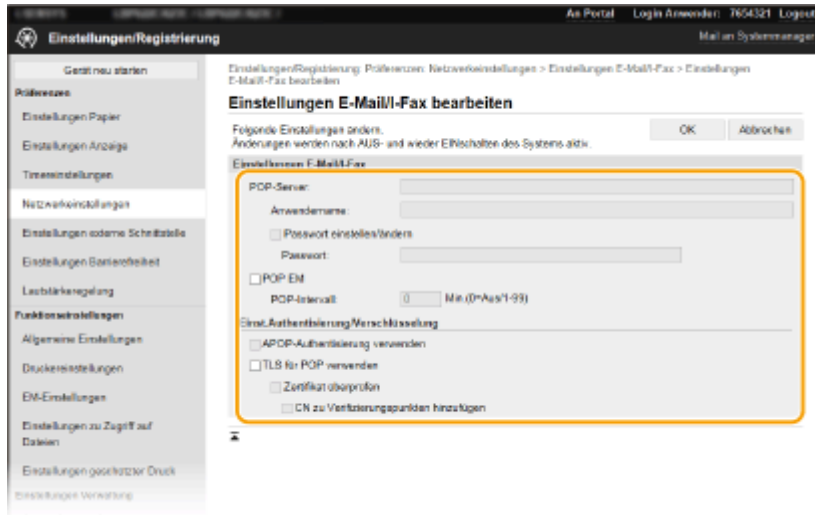 An Portal Login Anwender: 7654321 Logout
Einstellungen/Registrierung
Mail an Systemmanager
Gerät neu starten
Präferenzen
Einstellungen Papier
Einstellungen Anzeige
Timereinstellungen
Netzwerkeinstellungen
Einstellungen externe Schnittstelle
Einstellungen Barrierefreiheit
Lautstärkeregelung
Funktionseinstellungen
Allgemeine Einstellungen
Druckereinstellungen
EM-Einstellungen
Einstellungen zu Zugriff auf
Dateien
Einstellungen geschützter Druck
Einstellungen Verwaltung
Einstellungen/Registrierung: Präferenzen: Netzwerkeinstellungen > Einstellungen E-Mail/I-Fax > Einstellungen
E-Mail/I-Fax bearbeiten
Einstellungen E-Mail/I-Fax bearbeiten
Folgende Einstellungen ändern.
Änderungen werden nach AUS- und wieder EINschalten des Systems aktiv.
OK Abbrechen
Einstellungen E-Mail/I-Fax
POP-Server:
Anwendername:
Passwort einstellen/ändern
Passwort:
POP EM
POP-Intervall: 0 Min.(0=Aus/1-99)
Einst.Authentisierung/Verschlüsselung
APOP-Authentisierung verwenden
TLS für POP verwenden
Zertifikat überprüfen
CN zu Verifizierungspunkten hinzufügen